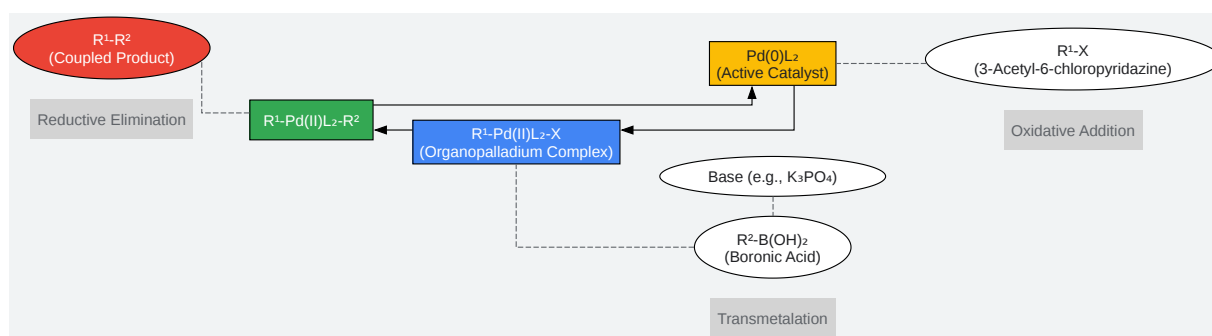 R¹-R²
(Coupled Product)
Pd(0)L₂
(Active Catalyst)
R¹-X
(3-Acetyl-6-chloropyridazine)
Reductive Elimination
R¹-Pd(II)L₂-R²
R¹-Pd(II)L₂-X
(Organopalladium Complex)
Oxidative Addition
Base (e.g., K₃PO₄)
R²-B(OH)₂
(Boronic Acid)
Transmetalation